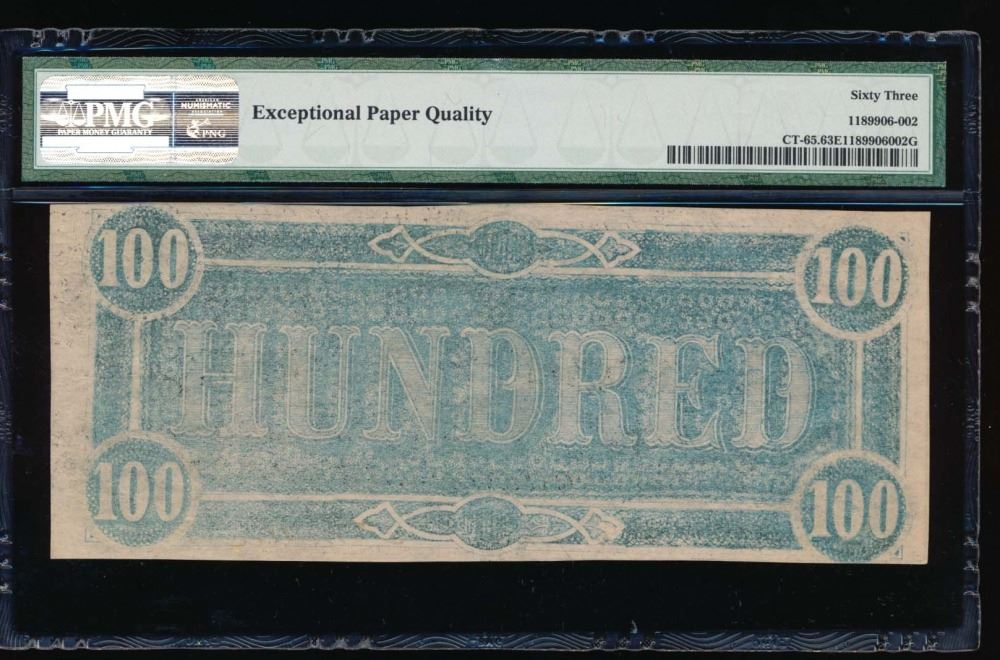 PMG
PAPER MONEY GUARANTY
NUMISMATIC
PNG
Exceptional Paper Quality
Sixty Three
1189906-002
CT-65.63E1189906002G
100
100
HUNDRED
100
100